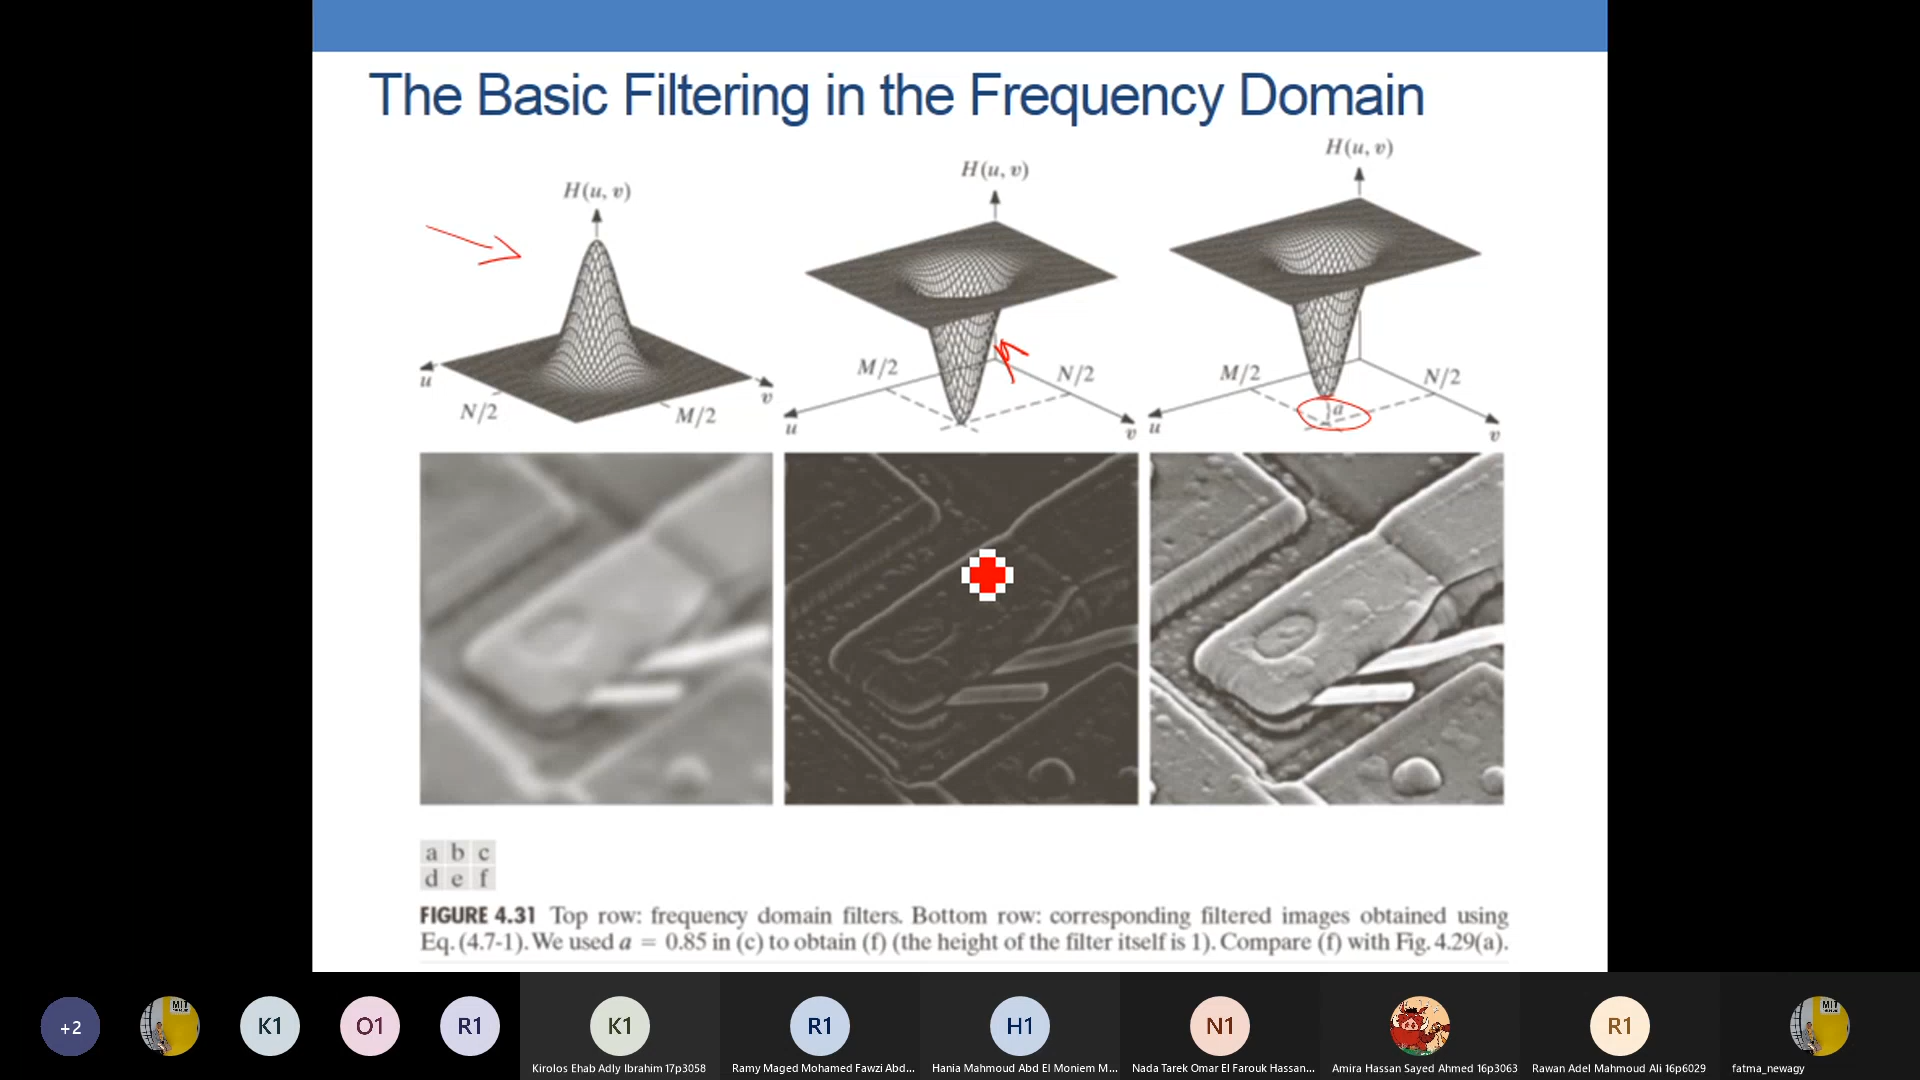 The Basic Filtering in the Frequency Domain
H(u, v)
H(u, v)
H(u, v)
u
N/2
M/2
v
M/2
N/2
u
v
M/2
N/2
a
u
v
a b c
d e f
FIGURE 4.31 Top row: frequency domain filters. Bottom row: corresponding filtered images obtained using
Eq. (4.7-1). We used a = 0.85 in (c) to obtain (f) (the height of the filter itself is 1). Compare (f) with Fig. 4.29(a).
+2
MIT
K1
O1
R1
K1
R1
H1
N1
R1
MIT
Kirolos Ehab Adly Ibrahim 17p3058
Ramy Maged Mohamed Fawzi Abd...
Hania Mahmoud Abd El Moniem M...
Nada Tarek Omar El Farouk Hassan...
Amira Hassan Sayed Ahmed 16p3063
Rawan Adel Mahmoud Ali 16p6029
fatma_newagy